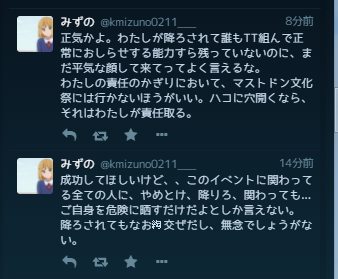 みずの @kmizuno0211___ 8分前
正気かよ。わたしが降ろされて誰もTT組んで正
常におしらせする能力すら残っていないのに、ま
だ平気な顔して来てってよく言えるな。
わたしの責任のかぎりにおいて、マストドン文化
祭には行かないほうがいい。ハコに穴開くなら、
それはわたしが責任取る。
みずの @kmizuno0211___ 14分前
成功してほしいけど、、このイベントに関わって
る全ての人に、やめとけ、降りろ、関わっても...
ご自身を危険に晒すだけだよとしか言えない。
降ろされてもなお
交ぜだし、無念でしょうがな
い。